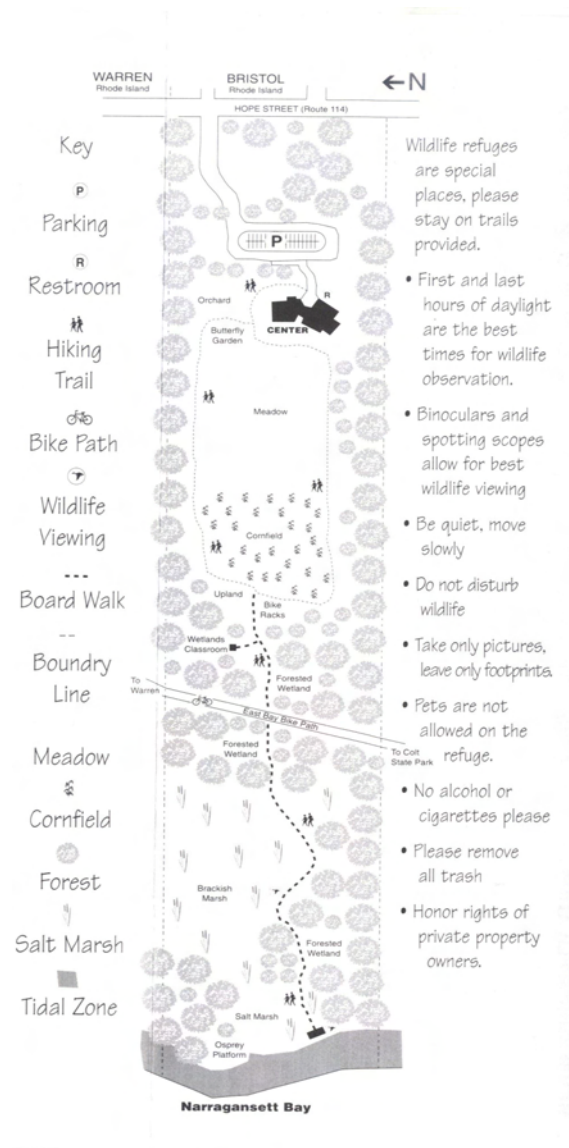 WARREN
Rhode Island
BRISTOL
Rhode Island
←N
HOPE STREET (Route 114)
Key
P
Parking
R
Restroom
Hiking
Trail
Bike Path
Wildlife
Viewing
Board Walk
Boundry
Line
Meadow
Cornfield
Forest
Salt Marsh
Tidal Zone
P
R
Orchard
CENTER
Butterfly
Garden
Meadow
Cornfield
Upland
Bike
Racks
Wetlands
Classroom
Forested
Wetland
To
Warren
East Bay Bike Path
To Colt
State Park
Forested
Wetland
Brackish
Marsh
Forested
Wetland
Salt Marsh
Osprey
Platform
Narragansett Bay
Wildlife refuges
are special
places, please
stay on trails
provided.
• First and last
hours of daylight
are the best
times for wildlife
observation.
• Binoculars and
spotting scopes
allow for best
wildlife viewing
• Be quiet, move
slowly
• Do not disturb
wildlife
• Take only pictures,
leave only footprints.
• Pets are not
allowed on the
refuge.
• No alcohol or
cigarettes please
• Please remove
all trash
• Honor rights of
private property
owners.